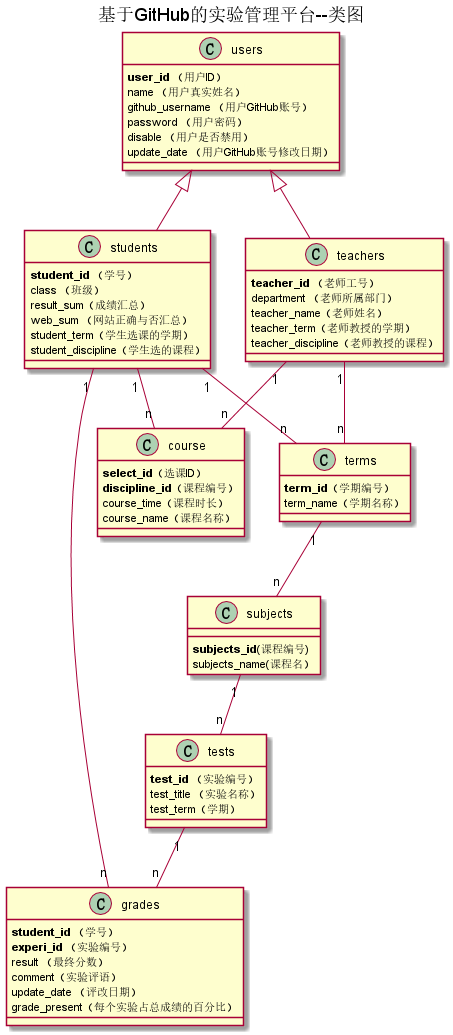 基于GitHub的实验管理平台--类图
C users
user_id （用户ID）
name （用户真实姓名）
github_username （用户GitHub账号）
password （用户密码）
disable （用户是否禁用）
update_date （用户GitHub账号修改日期）
C students
student_id （学号）
class （班级）
result_sum（成绩汇总）
web_sum （网站正确与否汇总）
student_term（学生选课的学期）
student_discipline（学生选的课程）
C teachers
teacher_id （老师工号）
department （老师所属部门）
teacher_name（老师姓名）
teacher_term（老师教授的学期）
teacher_discipline（老师教授的课程）
1 1 1 1 1
n n n n
C course
select_id（选课ID）
discipline_id（课程编号）
course_time（课程时长）
course_name（课程名称）
C terms
term_id（学期编号）
term_name（学期名称）
1
n
C subjects
subjects_id(课程编号)
subjects_name(课程名）
1
n
C tests
test_id （实验编号）
test_title （实验名称）
test_term（学期）
1
n n
C grades
student_id （学号）
experi_id （实验编号）
result （最终分数）
comment（实验评语）
update_date （评改日期）
grade_present（每个实验占总成绩的百分比）